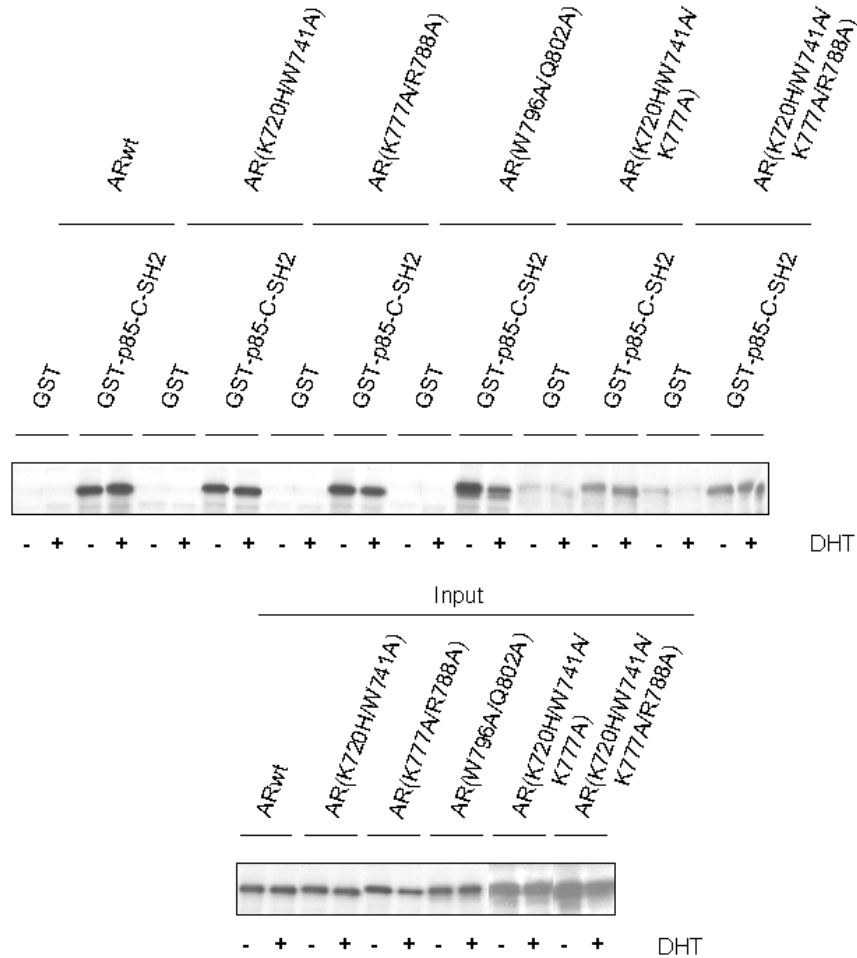 ARwt
AR(K720H/W741A)
AR(K777A/R788A)
AR(W796A/Q802A)
AR(K720H/W741A/
K777A)
AR(K720H/W741A/
K777A/R788A)
GST
GST-p85-C-SH2
GST
GST-p85-C-SH2
GST
GST-p85-C-SH2
GST
GST-p85-C-SH2
GST
GST-p85-C-SH2
GST
GST-p85-C-SH2
- + - + - + - + - + - + - + - + - + - + - + - + DHT
Input
ARwt
AR(K720H/W741A)
AR(K777A/R788A)
AR(W796A/Q802A)
AR(K720H/W741A/
K777A)
AR(K720H/W741A/
K777A/R788A)
- + - + - + - + - + - + DHT